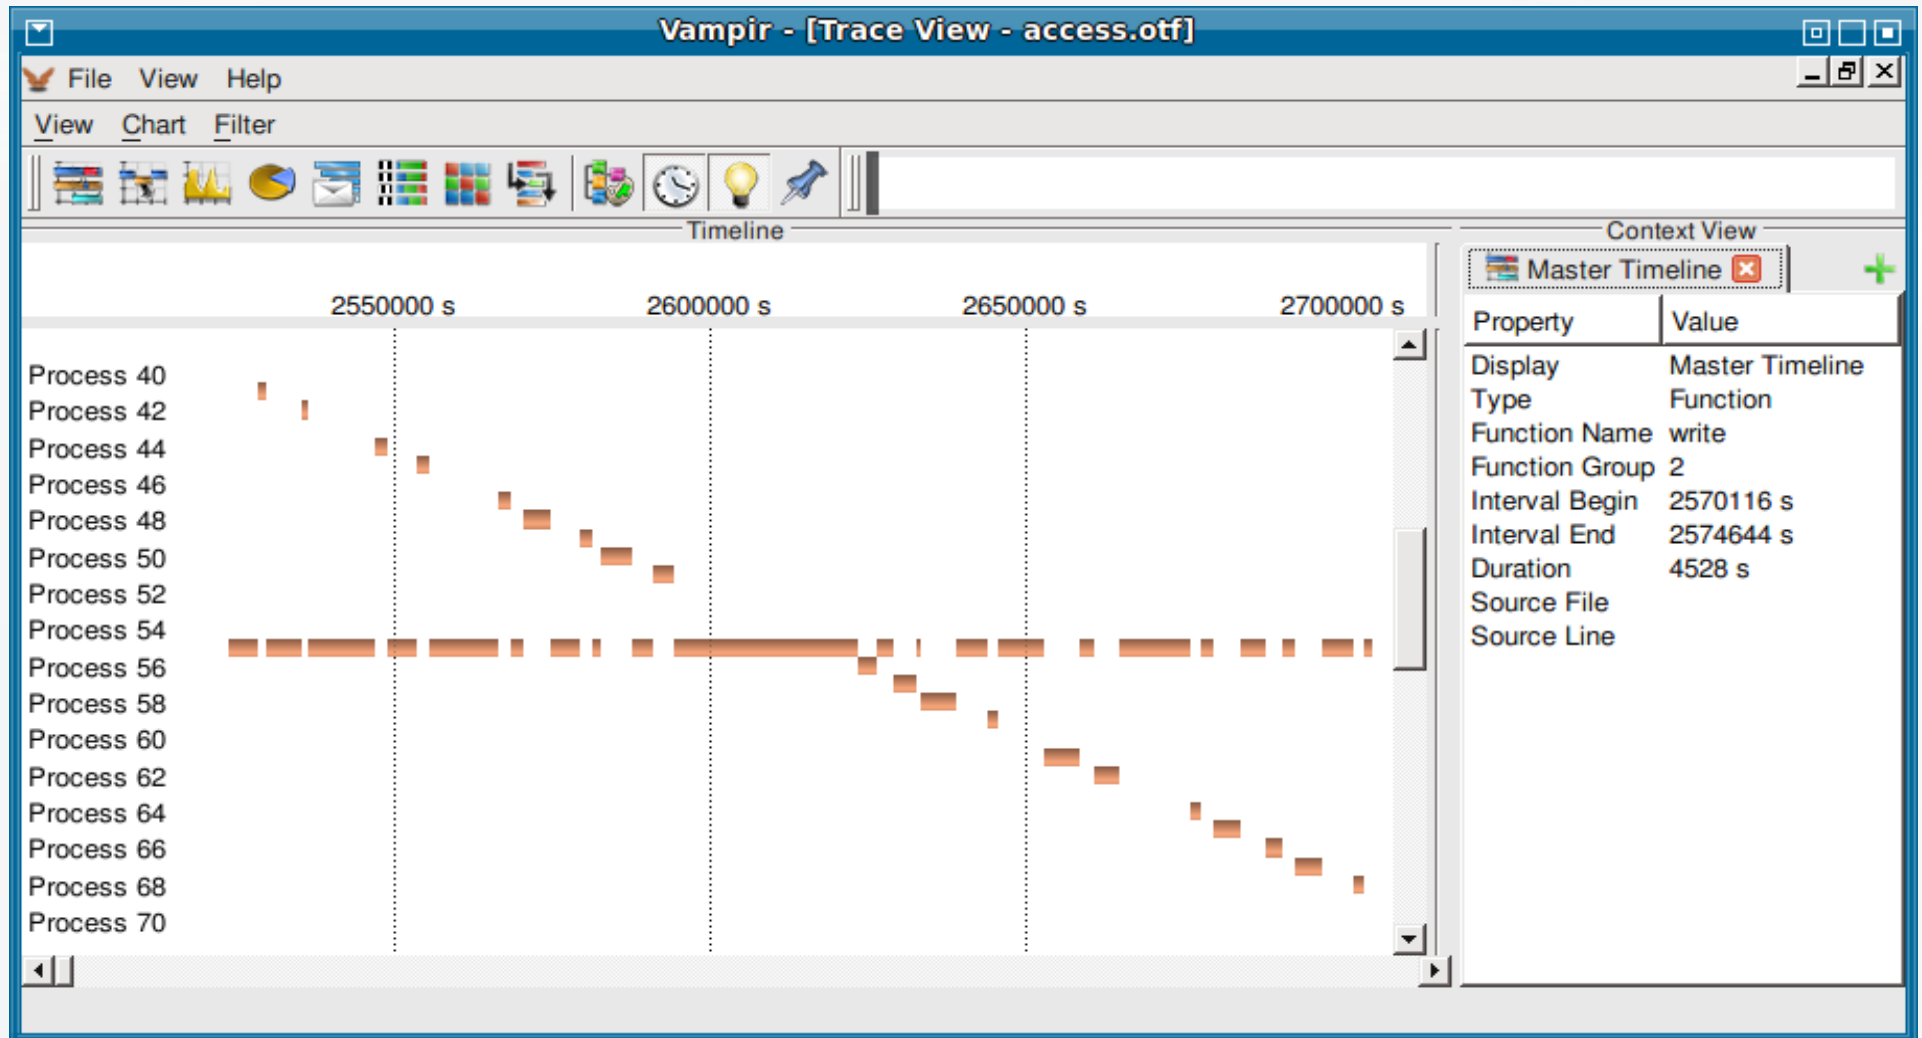 Vampir - [Trace View - access.otf]
File View Help
View Chart Filter
Timeline
2550000 s 2600000 s 2650000 s 2700000 s
Process 40
Process 42
Process 44
Process 46
Process 48
Process 50
Process 52
Process 54
Process 56
Process 58
Process 60
Process 62
Process 64
Process 66
Process 68
Process 70
Context View
Master Timeline
Property Value
Display Master Timeline
Type Function
Function Name write
Function Group 2
Interval Begin 2570116 s
Interval End 2574644 s
Duration 4528 s
Source File
Source Line